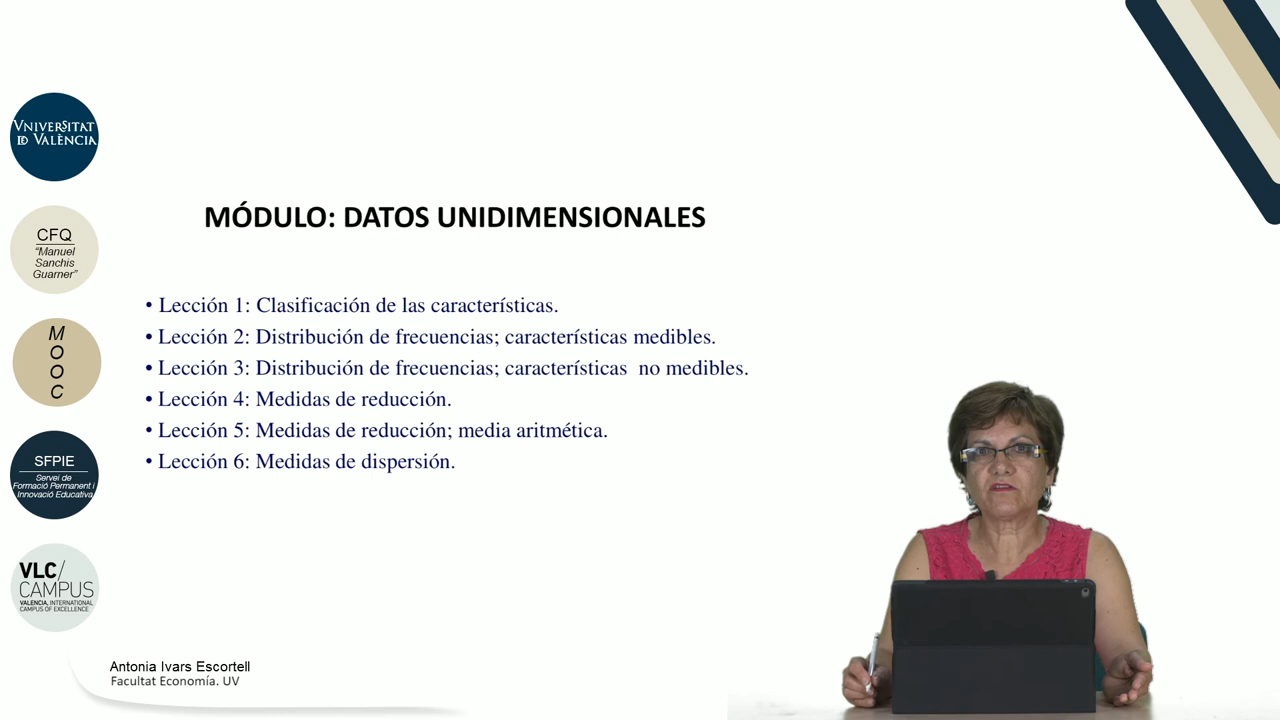 VNIVERSITAT
ID VALÈNCIA
CFQ
“Manuel
Sanchis
Guarner”
M
O
O
C
SFPIE
Servei de
Formació Permanent i
Innovació Educativa
VLC/
CAMPUS
VALENCIA, INTERNATIONAL
CAMPUS OF EXCELLENCE
MÓDULO: DATOS UNIDIMENSIONALES
• Lección 1: Clasificación de las características.
• Lección 2: Distribución de frecuencias; características medibles.
• Lección 3: Distribución de frecuencias; características no medibles.
• Lección 4: Medidas de reducción.
• Lección 5: Medidas de reducción; media aritmética.
• Lección 6: Medidas de dispersión.
Antonia Ivars Escortell
Facultat Economía. UV